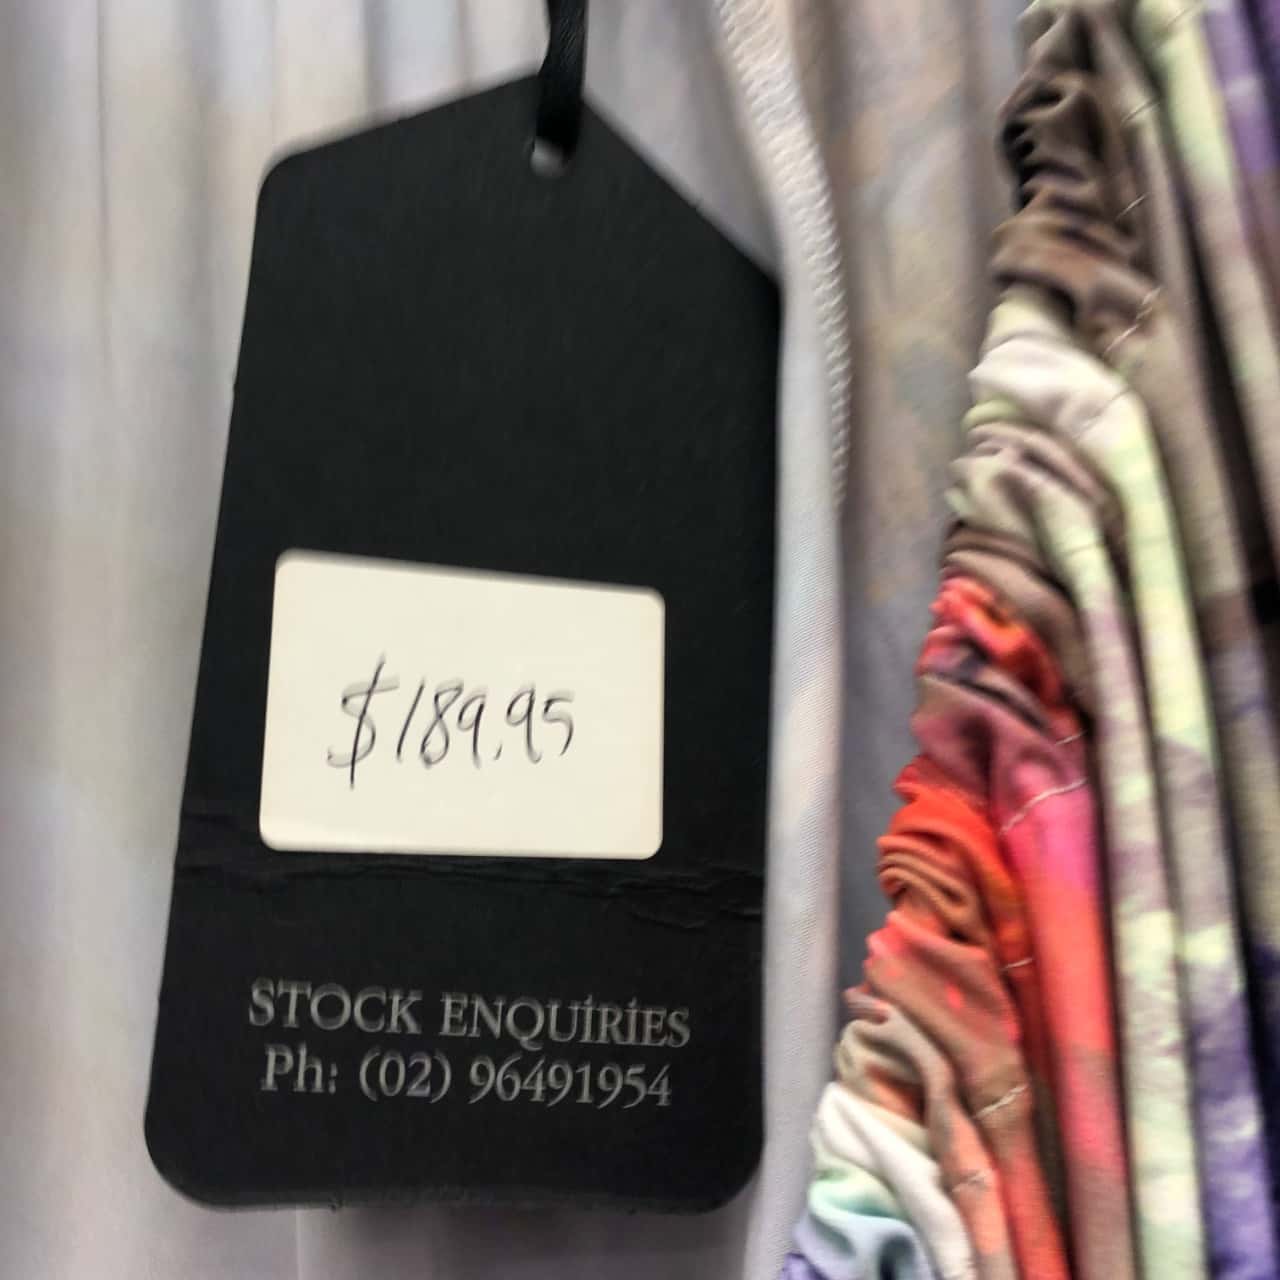 $189.95
STOCK ENQUIRIES
Ph: (02) 96491954